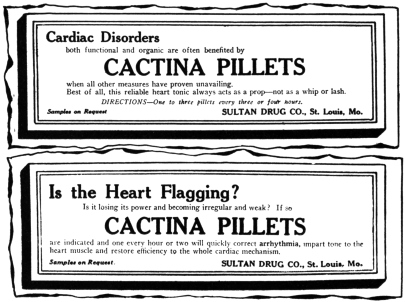 Cardiac Disorders
both functional and organic are often benefited by
CACTINA PILLETS
when all other measures have proven unavailing.
Best of all, this reliable heart tonic always acts as a prop—not as a whip or lash.
DIRECTIONS—One to three pillets every three or four hours.
Samples on Request SULTAN DRUG CO., St. Louis, Mo.
Is the Heart Flagging?
Is it losing its power and becoming irregular and weak? If so
CACTINA PILLETS
are indicated and one every hour or two will quickly correct arrhythmia, impart tone to the
heart muscle and restore efficiency to the whole cardiac mechanism.
Samples on Request. SULTAN DRUG CO., St. Louis, Mo.